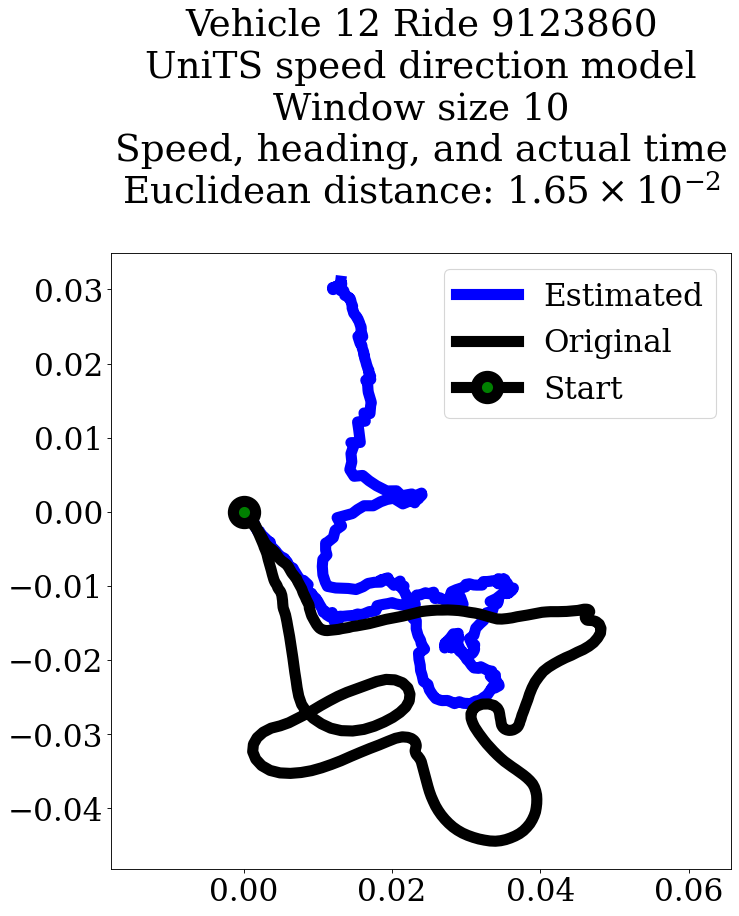 Vehicle 12 Ride 9123860
UniTS speed direction model
Window size 10
Speed, heading, and actual time
Euclidean distance: 1.65 × 10⁻²
Estimated
Original
Start
0.03
0.02
0.01
0.00
−0.01
−0.02
−0.03
−0.04
0.00 0.02 0.04 0.06